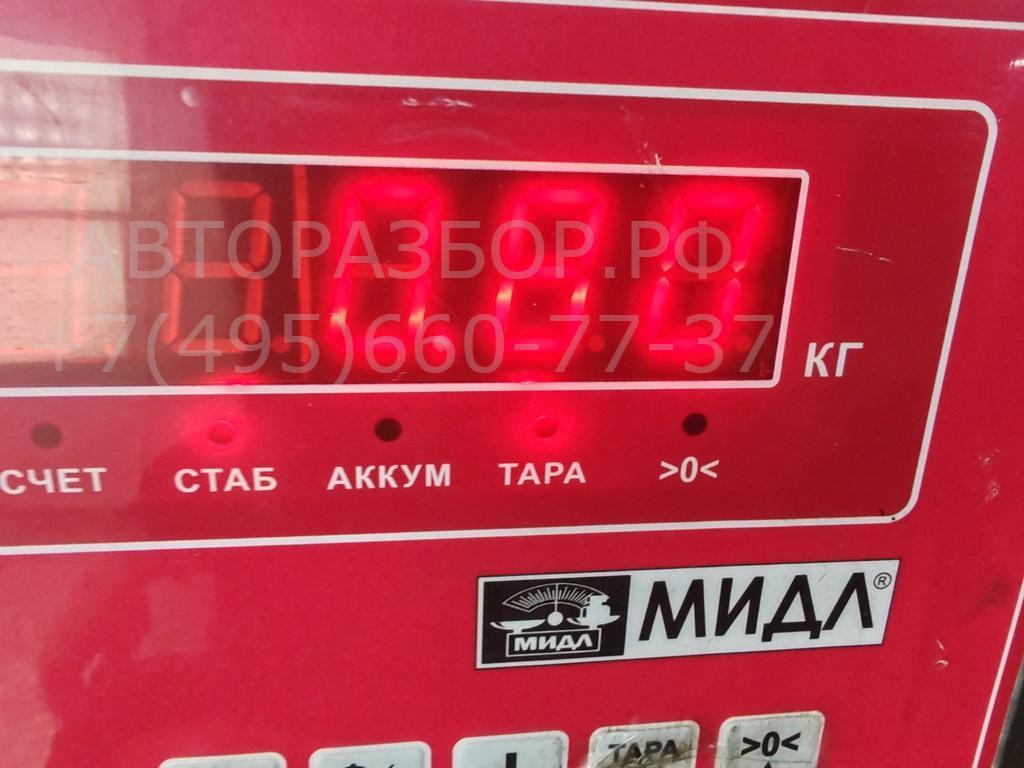 АВТОРАЗБОР.РФ
+7(495)660-77-37
КГ
СЧЕТ СТАБ АККУМ ТАРА >0<
МИДЛ МИДЛ®
ТАРА >0<